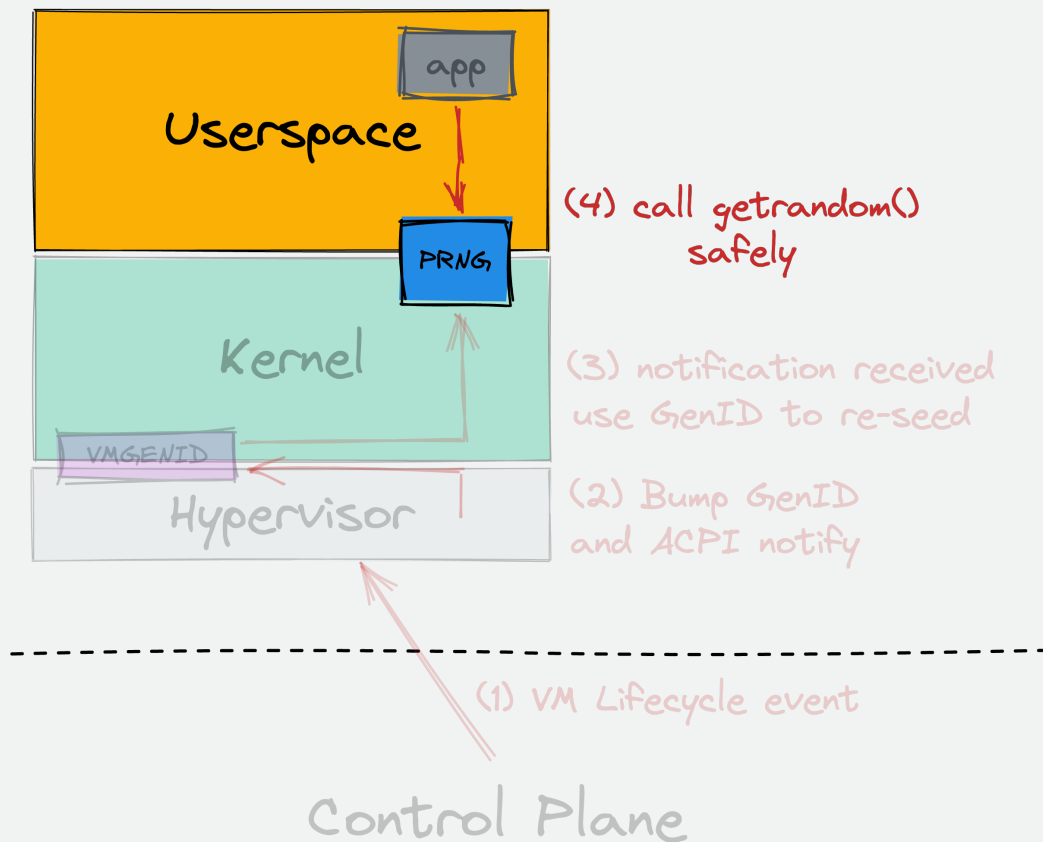 app
Userspace
(4) call getrandom()
safely
PRNG
Kernel
(3) notification received
use GenID to re-seed
VMGENID
Hypervisor
(2) Bump GenID
and ACPI notify
(1) VM Lifecycle event
Control Plane